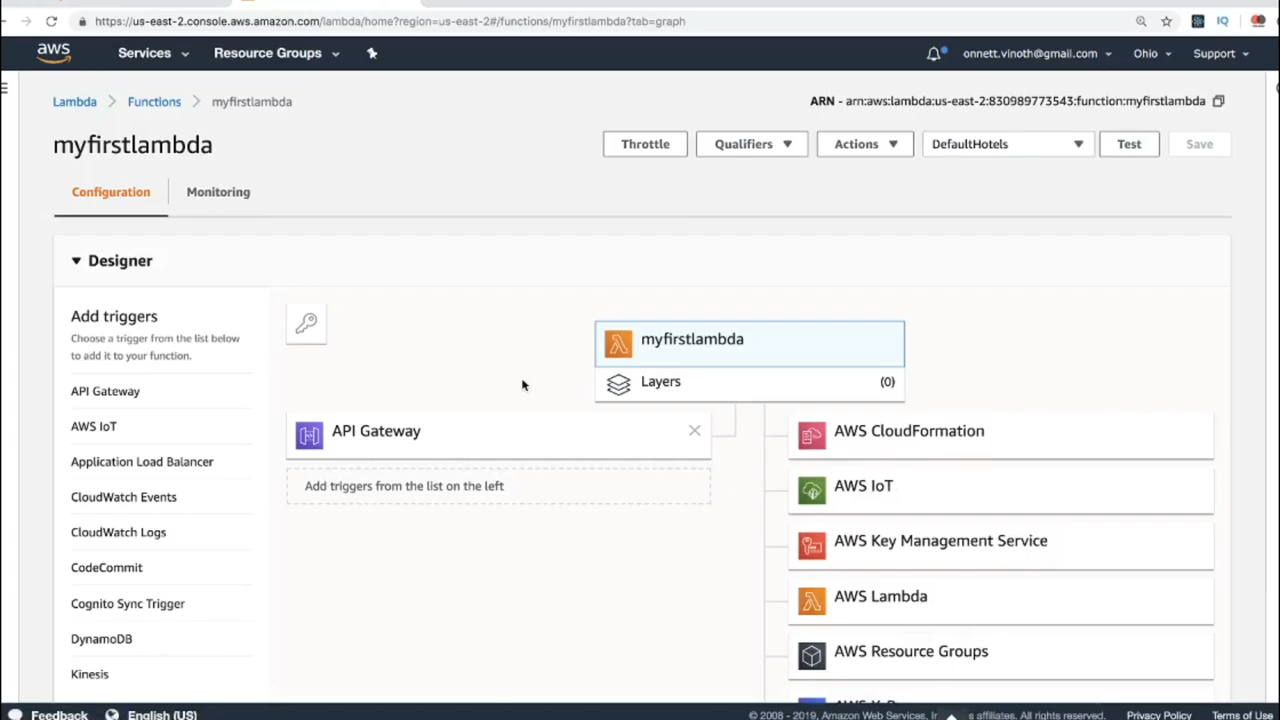 https://us-east-2.console.aws.amazon.com/lambda/home?region=us-east-2#/functions/myfirstlambda?tab=graph
IQ
aws
Services
Resource Groups
onnett.vinoth@gmail.com
Ohio
Support
Lambda
Functions
myfirstlambda
ARN - arn:aws:lambda:us-east-2:830989773543:function:myfirstlambda
myfirstlambda
Throttle
Qualifiers
Actions
DefaultHotels
Test
Save
Configuration
Monitoring
Designer
Add triggers
Choose a trigger from the list below
to add it to your function.
API Gateway
AWS IoT
Application Load Balancer
CloudWatch Events
CloudWatch Logs
CodeCommit
Cognito Sync Trigger
DynamoDB
Kinesis
myfirstlambda
Layers
(0)
API Gateway
Add triggers from the list on the left
AWS CloudFormation
AWS IoT
AWS Key Management Service
AWS Lambda
AWS Resource Groups
Feedback
English (US)
© 2008 - 2019, Amazon Web Services, affiliates. All rights reserved.
Privacy Policy
Terms of Use